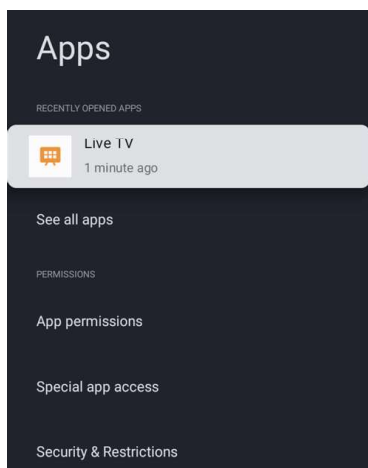 Apps
RECENTLY OPENED APPS
Live TV
1 minute ago
See all apps
PERMISSIONS
App permissions
Special app access
Security & Restrictions